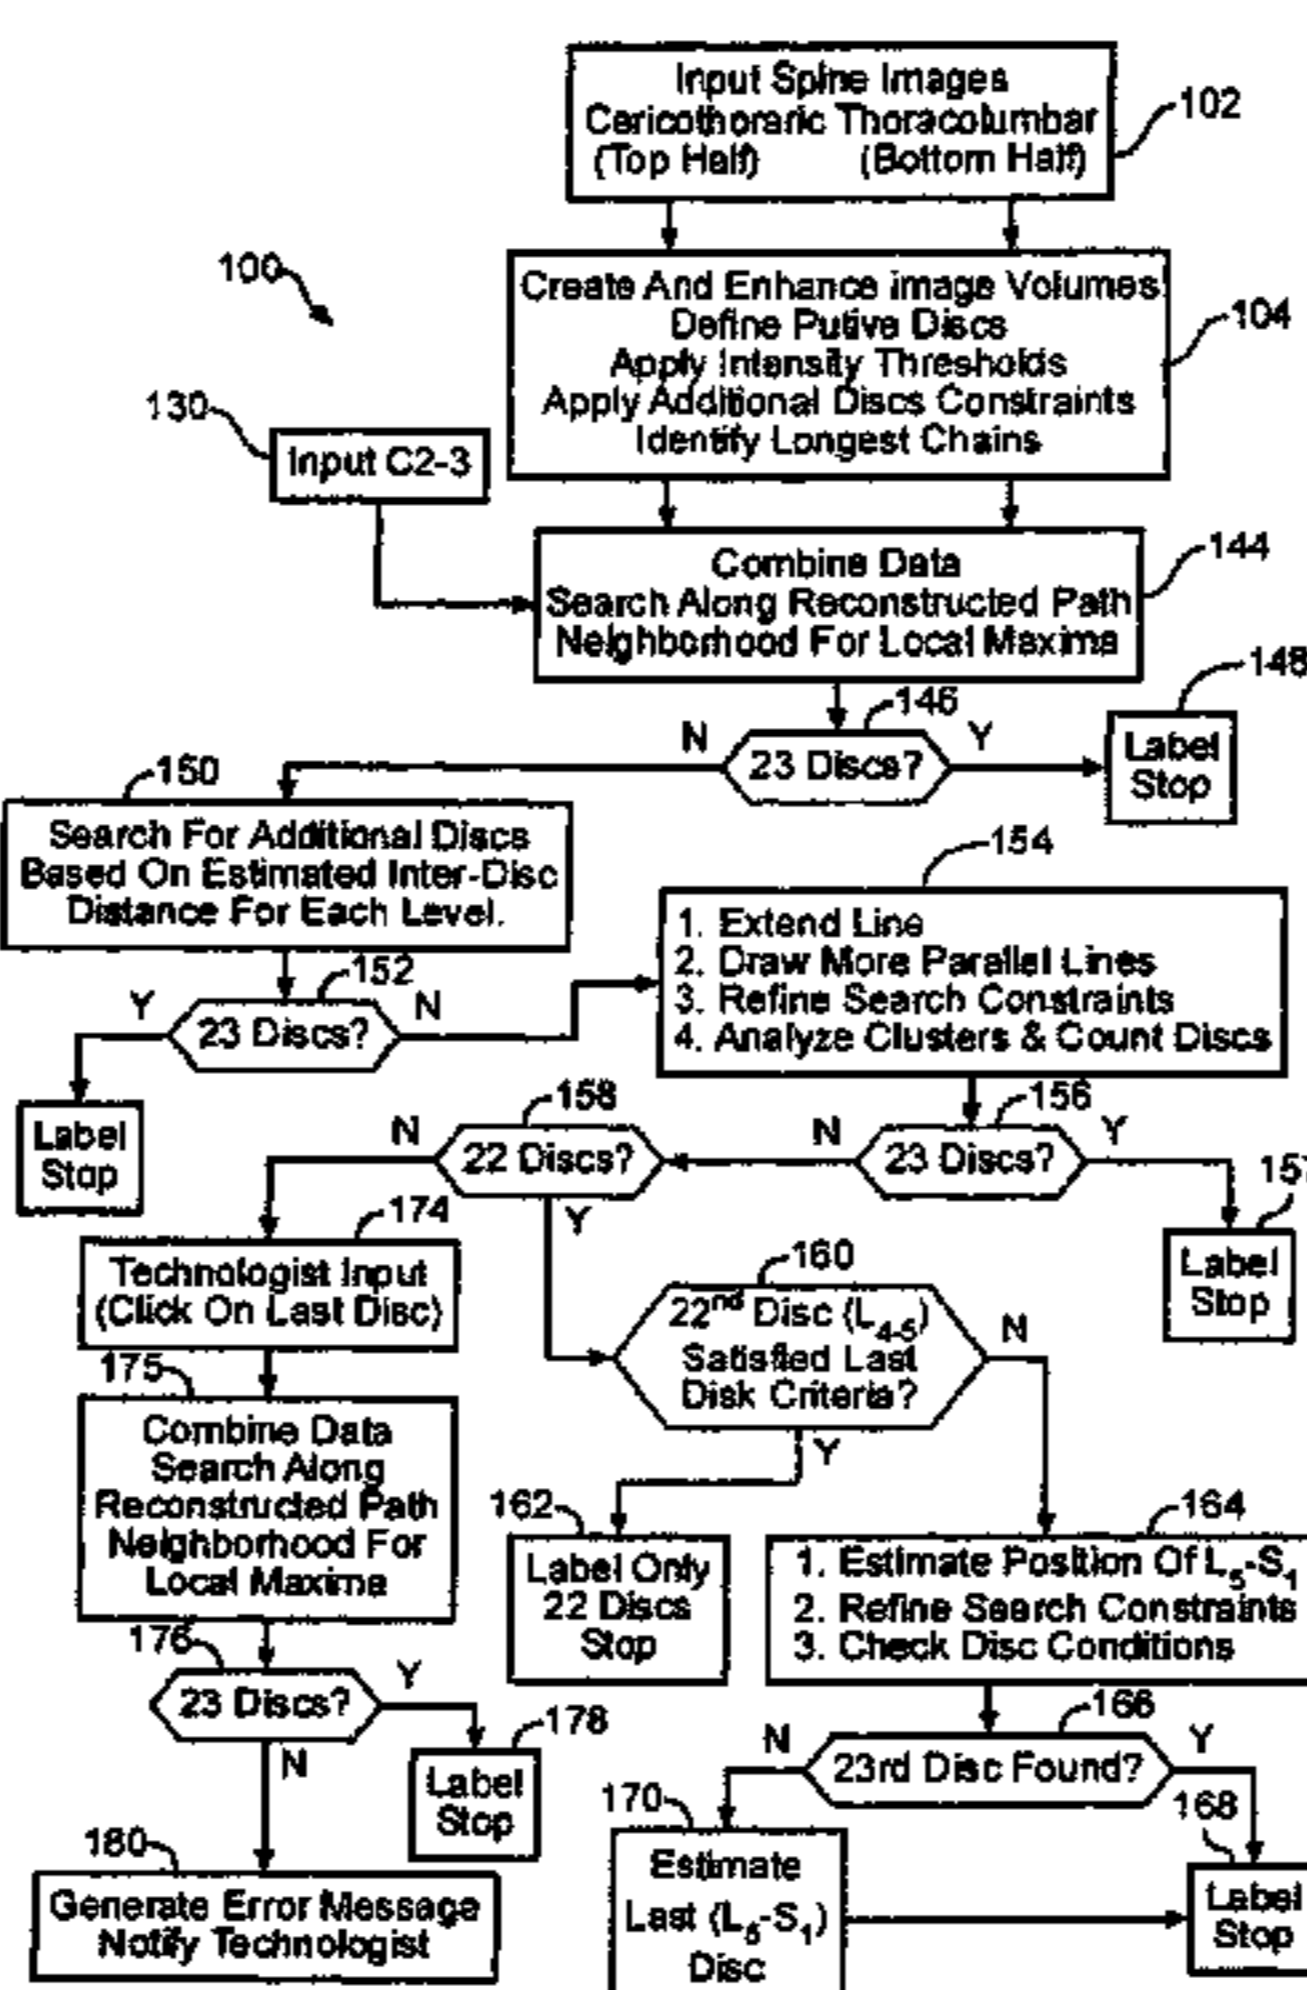 Input Spine Images
Cericothoraric Thoracolumbar
(Top Half) (Bottom Half)
102
100
Create And Enhance image Volumes
Define Putive Discs
Apply Intensity Thresholds
Apply Additional Discs Constraints
Identify Longest Chains
104
130
Input C2-3
Combine Data
Search Along Reconstructed Path
Neighborhood For Local Maxima
144
146
N
23 Discs?
Y
148
Label
Stop
150
Search For Additional Discs
Based On Estimated Inter-Disc
Distance For Each Level.
154
1. Extend Line
2. Draw More Parallel Lines
3. Refine Search Constraints
4. Analyze Clusters & Count Discs
152
Y
23 Discs?
N
Label
Stop
158
N
22 Discs?
Y
156
N
23 Discs?
Y
157
Label
Stop
174
Technologist Input
(Click On Last Disc)
160
22nd Disc (L4-5)
Satisfied Last
Disk Criteria?
N
Y
175
Combine Data
Search Along
Reconstructed Path
Neighborhood For
Local Maxima
162
Label Only
22 Discs
Stop
164
1. Estimate Position Of L5-S1
2. Refine Search Constraints
3. Check Disc Conditions
176
23 Discs?
Y
N
178
Label
Stop
166
N
23rd Disc Found?
Y
170
Estimate
Last (L5-S1)
Disc
168
Label
Stop
180
Generate Error Message
Notify Technologist